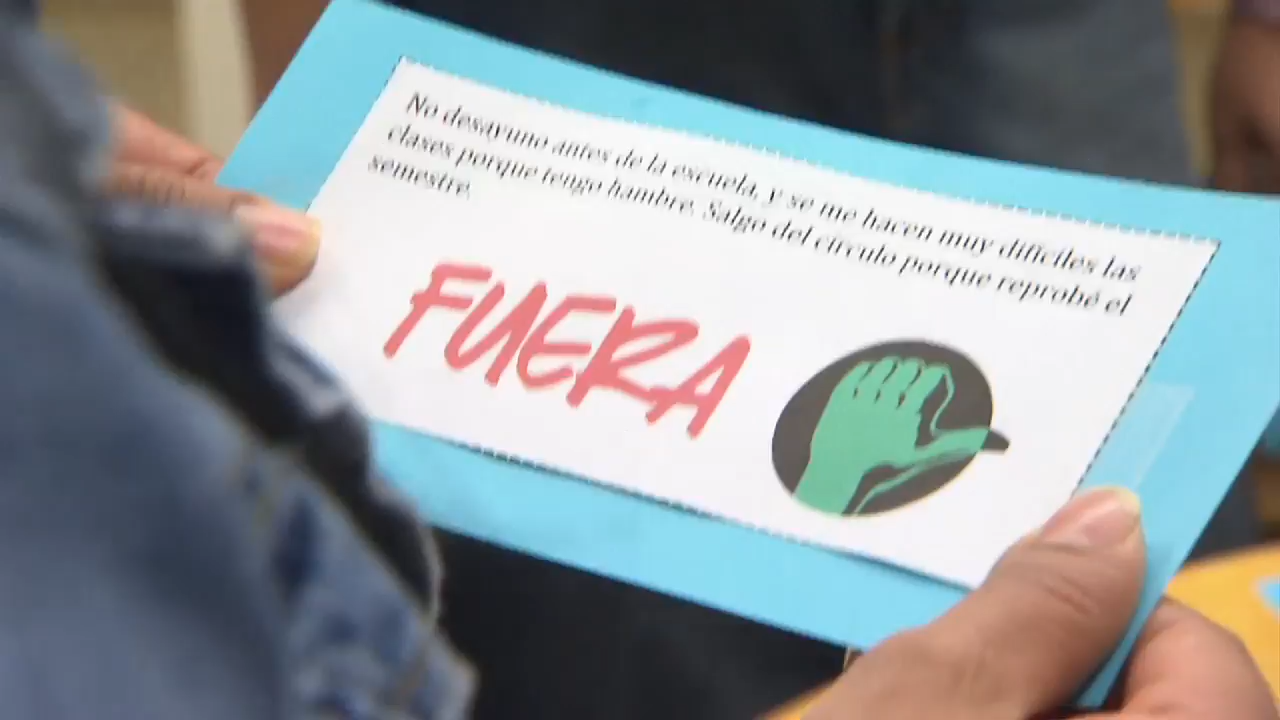 No desayuno antes de la escuela, y se me hacen muy difíciles las
clases porque tengo hambre. Salgo del círculo porque reprobé el
semestre.
FUERA